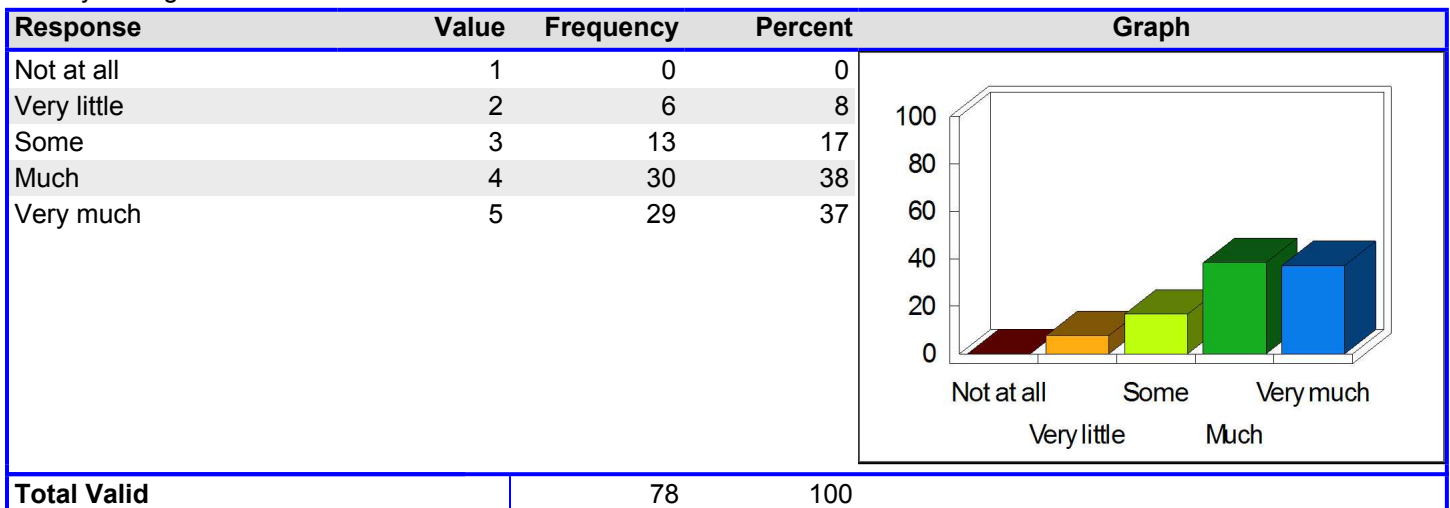 Response Value Frequency Percent Graph
Not at all 1 0 0
Very little 2 6 8
Some 3 13 17
Much 4 30 38
Very much 5 29 37
100
80
60
40
20
0
Not at all Some Very much
Very little Much
Total Valid 78 100